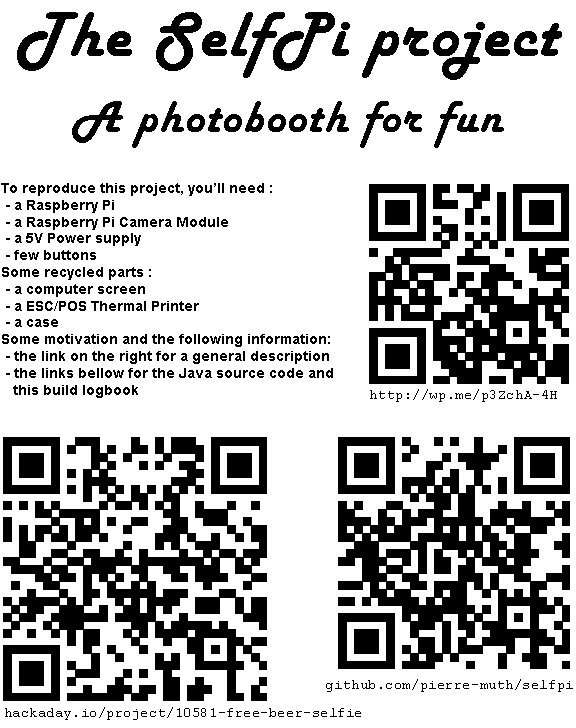 The SelfPi project
A photobooth for fun
To reproduce this project, you'll need :
- a Raspberry Pi
- a Raspberry Pi Camera Module
- a 5V Power supply
- few buttons
Some recycled parts :
- a computer screen
- a ESC/POS Thermal Printer
- a case
Some motivation and the following information:
- the link on the right for a general description
- the links bellow for the Java source code and
this build logbook
http://wp.me/p3ZchA-4H
github.com/pierre-muth/selfpi
hackaday.io/project/10581-free-beer-selfie